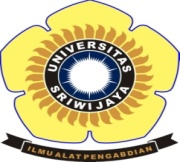 UNIVERSITAS
SRIWIJAYA
ILMU ALAT PENGABDIAN